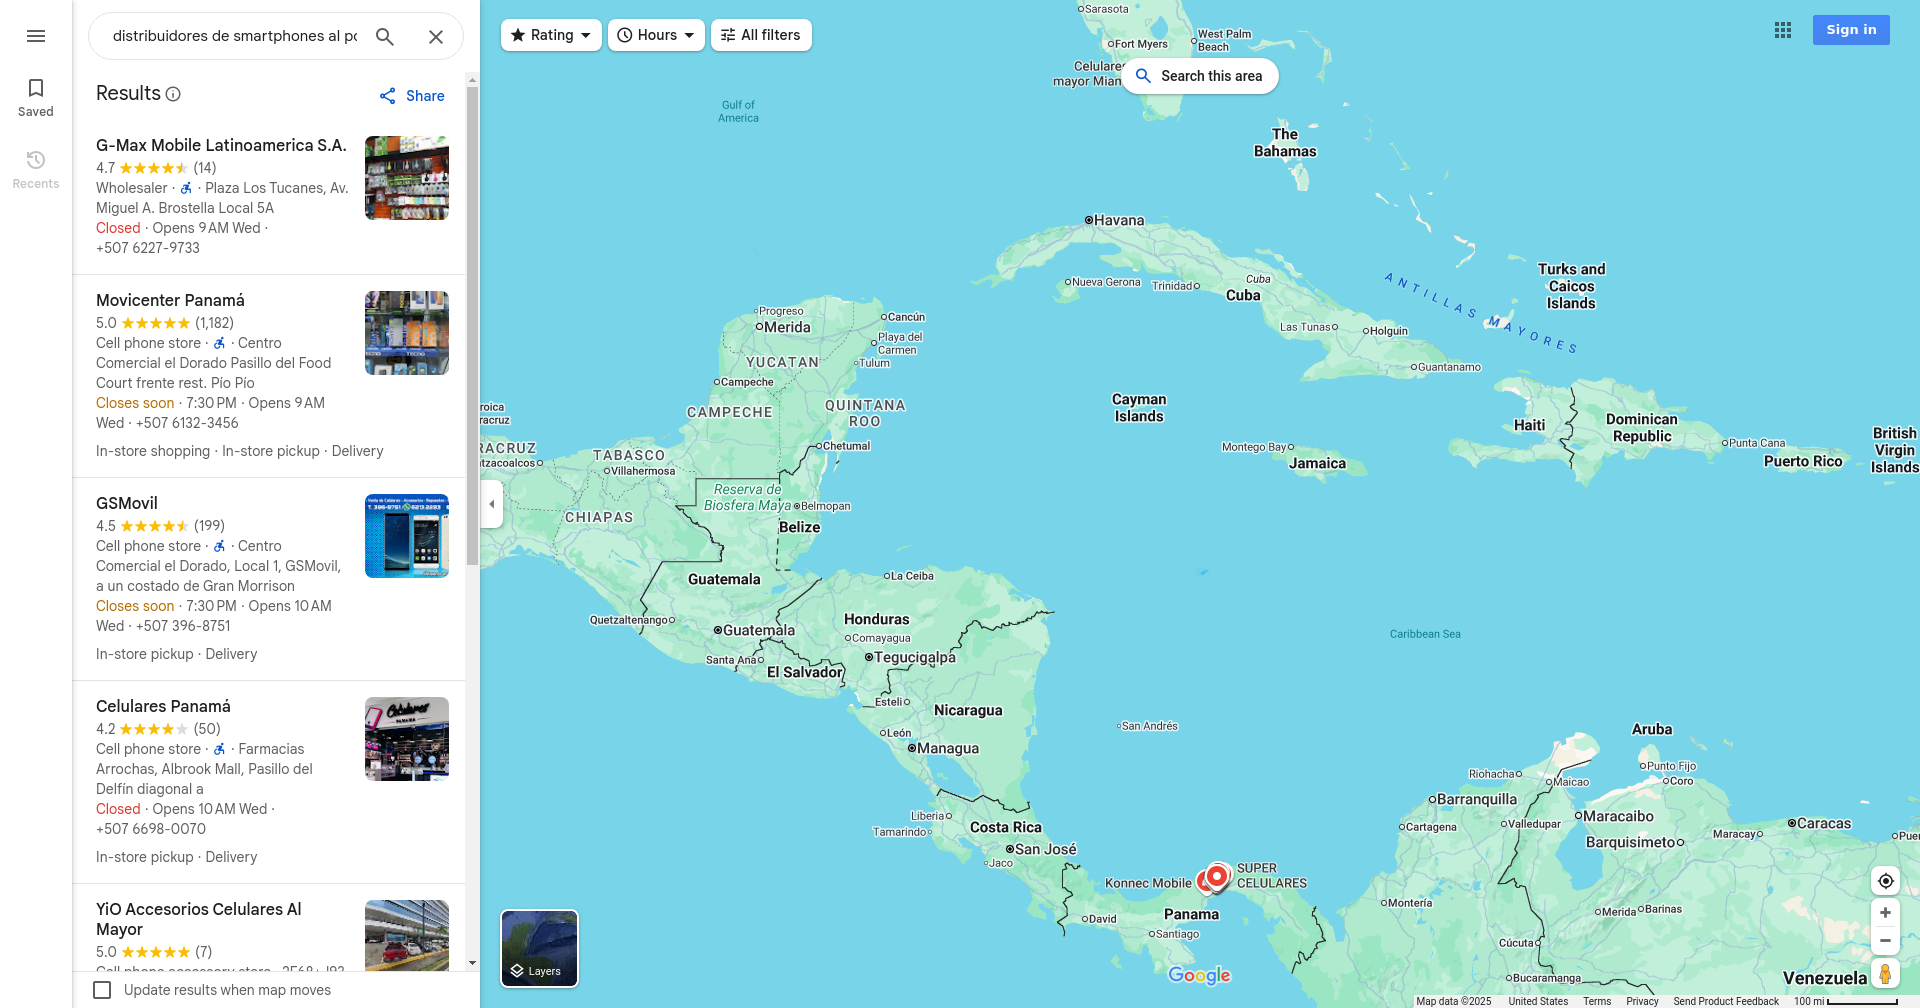 distribuidores de smartphones al po
Rating
Hours
All filters
Sign in
Saved
Recents
Results
Share
G-Max Mobile Latinoamerica S.A.
4.7 (14)
Wholesaler · · Plaza Los Tucanes, Av.
Miguel A. Brostella Local 5A
Closed · Opens 9 AM Wed ·
+507 6227-9733
Movicenter Panamá
5.0 (1,182)
Cell phone store · · Centro
Comercial el Dorado Pasillo del Food
Court frente rest. Pío Pío
Closes soon · 7:30 PM · Opens 9 AM
Wed · +507 6132-3456
In-store shopping · In-store pickup · Delivery
GSMovil
4.5 (199)
Cell phone store · · Centro
Comercial el Dorado, Local 1, GSMovil,
a un costado de Gran Morrison
Closes soon · 7:30 PM · Opens 10 AM
Wed · +507 396-8751
In-store pickup · Delivery
Celulares Panamá
4.2 (50)
Cell phone store · · Farmacias
Arrochas, Albrook Mall, Pasillo del
Delfín diagonal a
Closed · Opens 10 AM Wed ·
+507 6698-0070
In-store pickup · Delivery
YiO Accesorios Celulares Al
Mayor
5.0 (7)
Update results when map moves
Search this area
Sarasota
Fort Myers
West Palm
Beach
Celulares
mayor Miam
Gulf of
America
The
Bahamas
Havana
Nueva Gerona
Trinidad
Cuba
Cuba
Las Tunas
Holguin
Guantanamo
ANTILLAS MAYORES
Turks and
Caicos
Islands
Progreso
Merida
Cancún
Playa del
Carmen
Tulum
YUCATAN
Campeche
CAMPECHE
QUINTANA
ROO
Chetumal
roica
racruz
RACRUZ
atzacoalcos
TABASCO
Villahermosa
Reserva de
Biosfera Maya
Belmopan
Belize
CHIAPAS
Cayman
Islands
Montego Bay
Jamaica
Haiti
Dominican
Republic
Punta Cana
Puerto Rico
British
Virgin
Islands
Guatemala
La Ceiba
Honduras
Quetzaltenango
Guatemala
Comayagua
Tegucigalpa
Santa Ana
El Salvador
Esteli
Nicaragua
León
Managua
San Andrés
Caribbean Sea
Aruba
Liberia
Tamarindo
Costa Rica
San José
Jaco
Riohacha
Maicao
Punto Fijo
Coro
Barranquilla
Cartagena
Valledupar
Maracaibo
Barquisimeto
Maracay
Caracas
Puer
Konnec Mobile
SUPER
CELULARES
Panama
David
Santiago
Montería
Merida
Barinas
Cúcuta
Bucaramanga
Venezuela
Layers
Google
Map data ©2025 United States Terms Privacy Send Product Feedback 100 mi